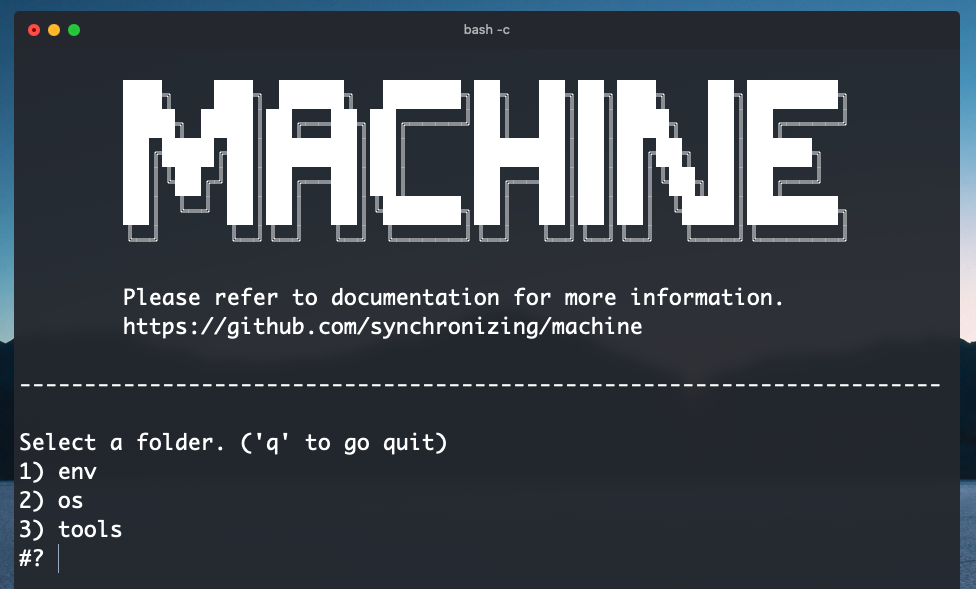 bash -c
MACHINE
Please refer to documentation for more information.
https://github.com/synchronizing/machine
-----------------------------------------------------------------------
Select a folder. ('q' to go quit)
1) env
2) os
3) tools
#?